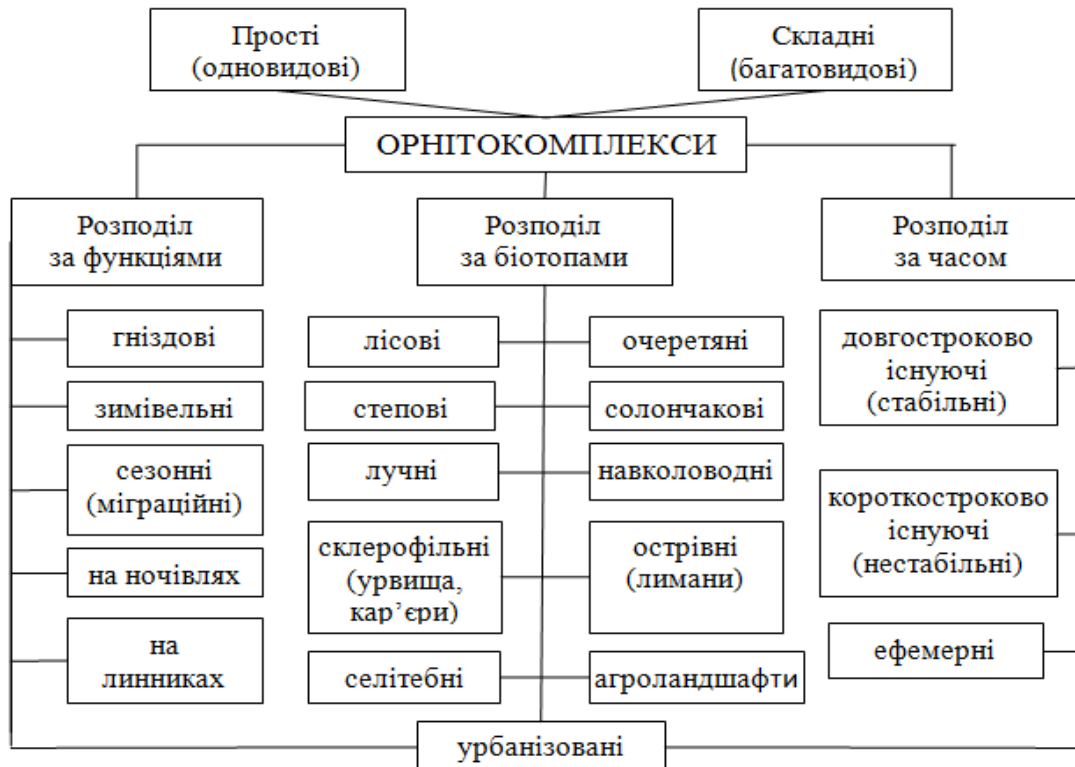 Прості
(одновидові)
Складні
(багатовидові)
ОРНІТОКОМПЛЕКСИ
Розподіл
за функціями
Розподіл
за біотопами
Розподіл
за часом
гніздові
зимівельні
сезонні
(міграційні)
на ночівлях
на
линниках
лісові
степові
лучні
склерофільні
(урвища,
кар’єри)
селітебні
очеретяні
солончакові
навколоводні
острівні
(лимани)
агроландшафти
урбанізовані
довгостроково
існуючі
(стабільні)
короткостроково
існуючі
(нестабільні)
ефемерні